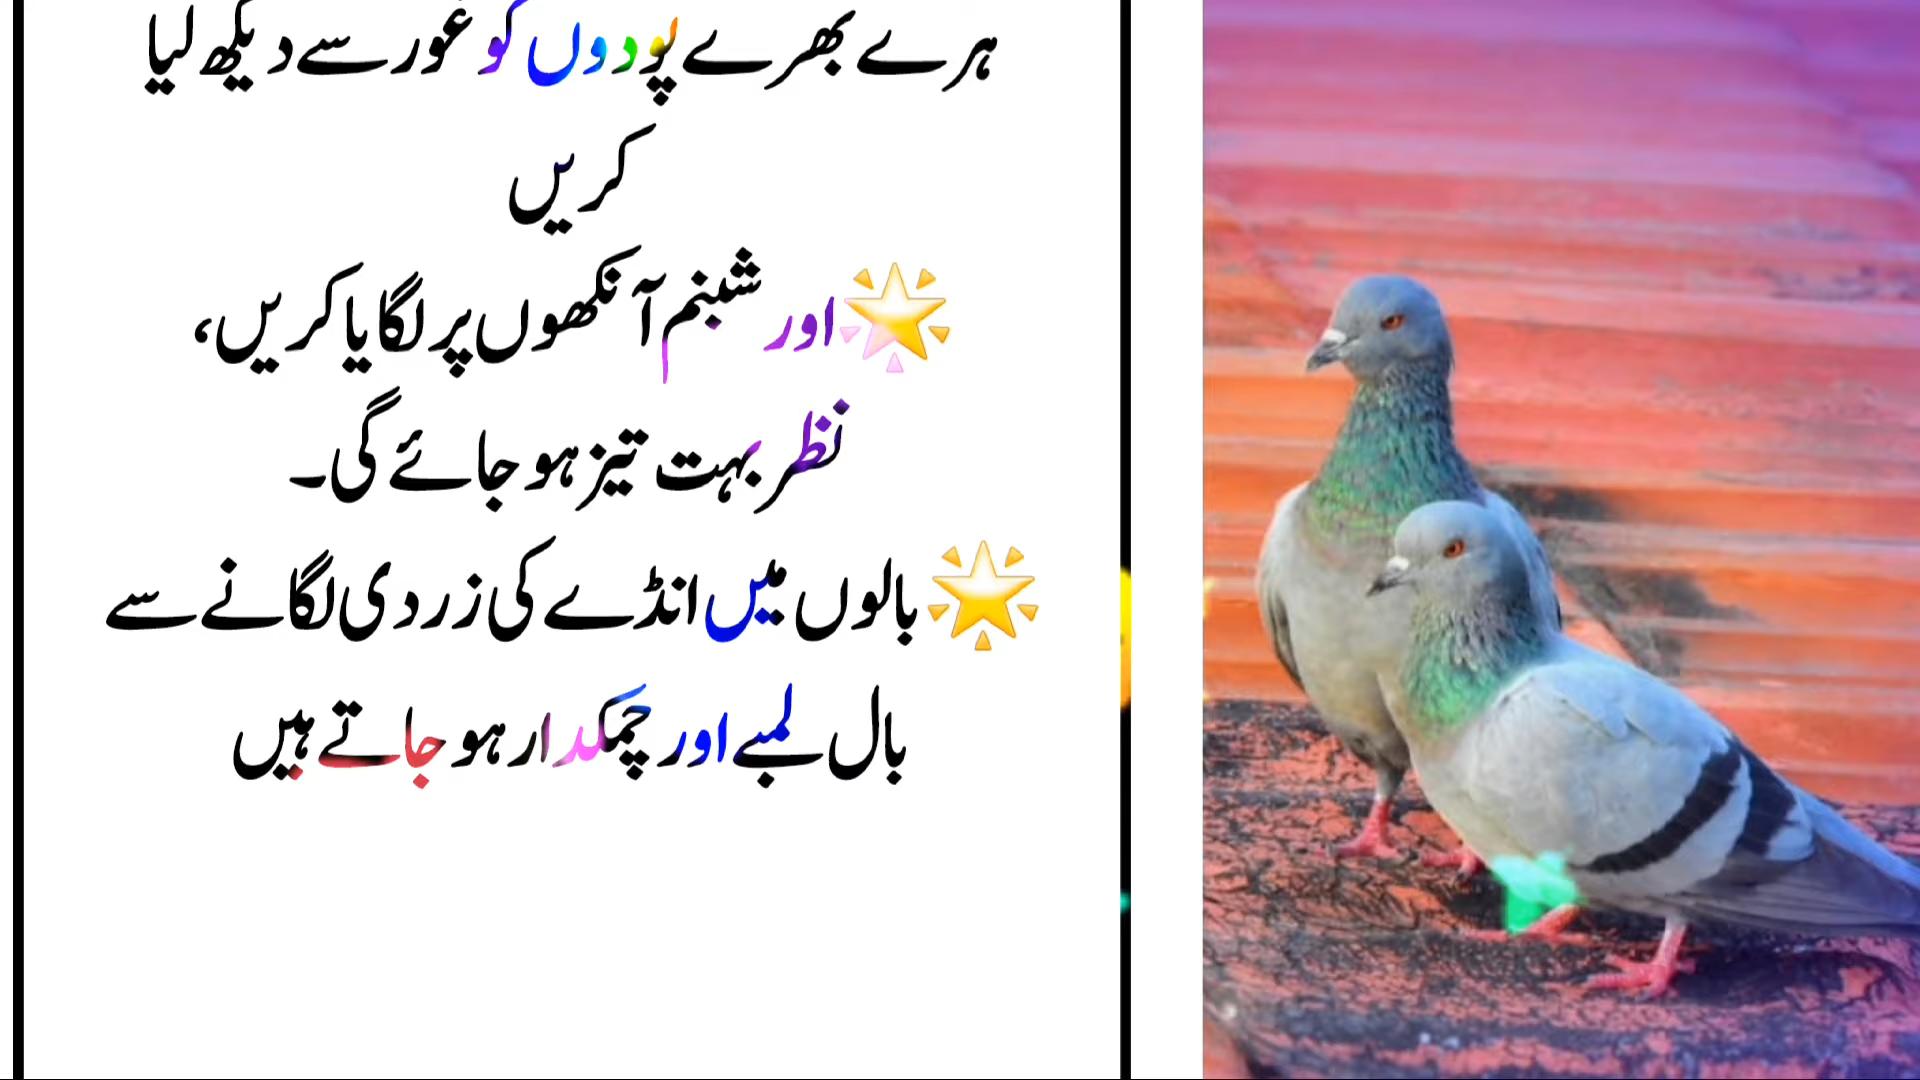 ہرے بھرے پودوں کو غور سے دیکھ لیا
کریں
🌟اور شبنم آنکھوں پر لگایا کریں،
نظر بہت تیز ہو جائے گی۔
🌟بالوں میں انڈے کی زردی لگانے سے
بال لمبے اور چمکدار ہو جاتے ہیں